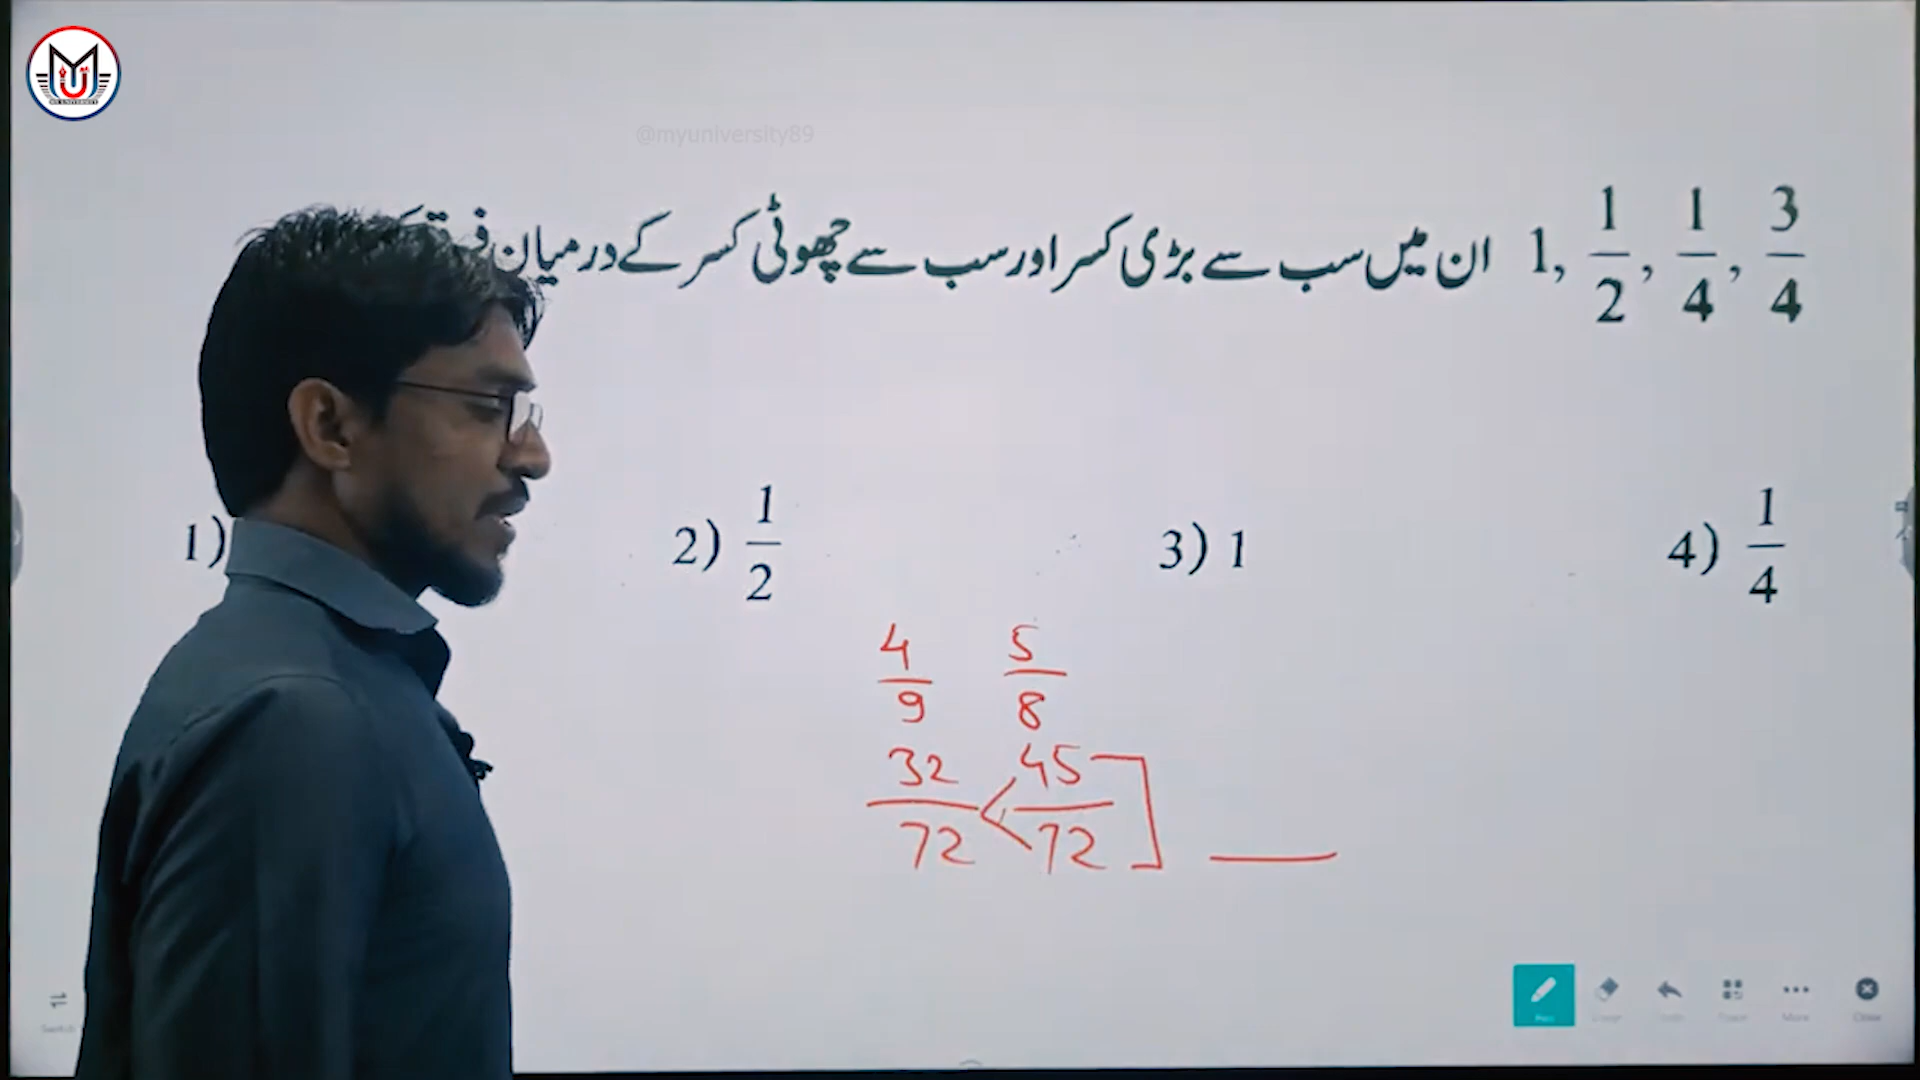 @myuniversity89
1, 1/2, 1/4, 3/4 ان میں سب سے بڑی کسر اور سب سے چھوٹی کسر کے درمیان
1)
2) 1/2
3) 1
4) 1/4
4/9 5/8
32/72 < 45/72